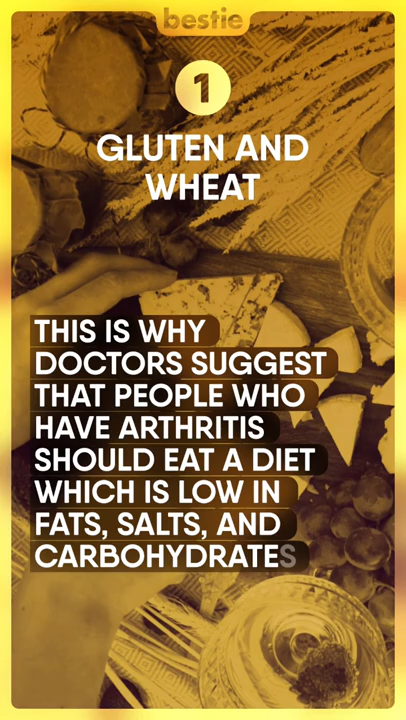 bestie
1
GLUTEN AND
WHEAT
THIS IS WHY
DOCTORS SUGGEST
THAT PEOPLE WHO
HAVE ARTHRITIS
SHOULD EAT A DIET
WHICH IS LOW IN
FATS, SALTS, AND
CARBOHYDRATES